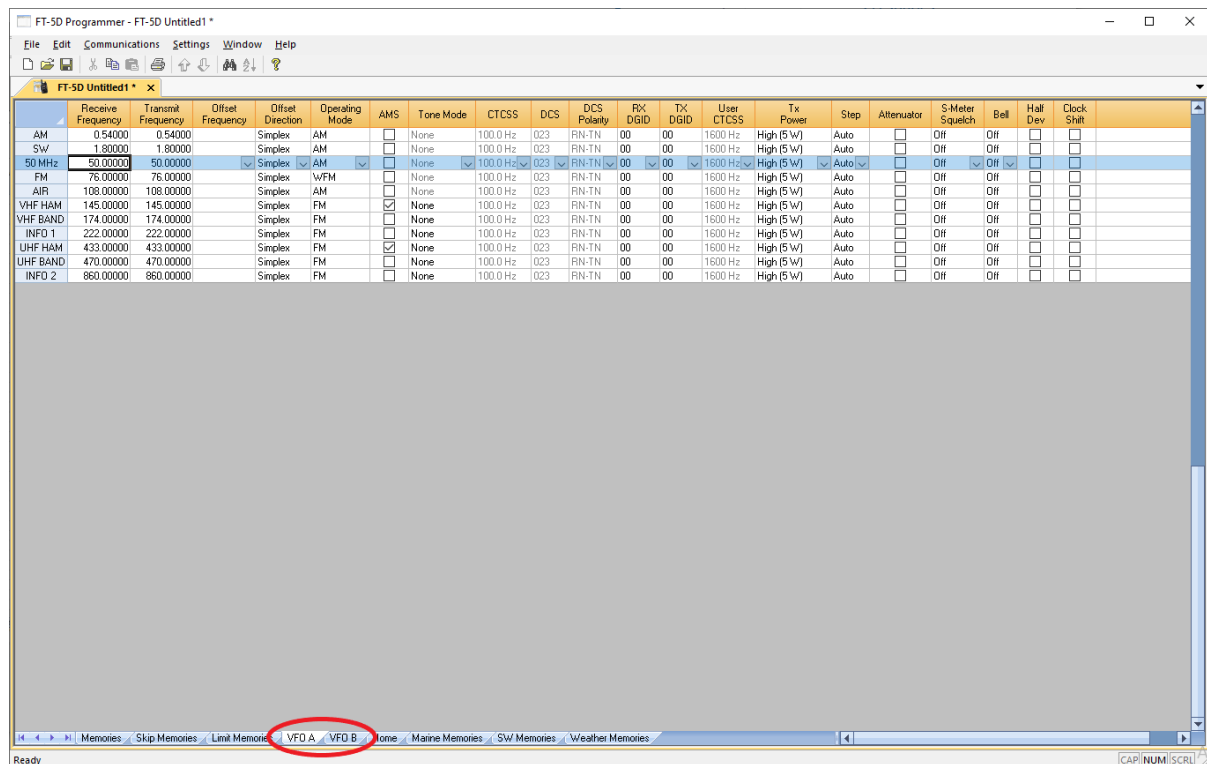 FT-5D Programmer - FT-5D Untitled1 *
File Edit Communications Settings Window Help
FT-5D Untitled1 *
Receive Frequency Transmit Frequency Offset Frequency Offset Direction Operating Mode AMS Tone Mode CTCSS DCS DCS Polarity RX DGID TX DGID User CTCSS Tx Power Step Attenuator S-Meter Squelch Bell Half Dev Clock Shift
AM 0.54000 0.54000 Simplex AM None 100.0 Hz 023 RN-TN 00 00 1600 Hz High (5 W) Auto Off Off
SW 1.80000 1.80000 Simplex AM None 100.0 Hz 023 RN-TN 00 00 1600 Hz High (5 W) Auto Off Off
50 MHz 50.00000 50.00000 Simplex AM None 100.0 Hz 023 RN-TN 00 00 1600 Hz High (5 W) Auto Off Off
FM 76.00000 76.00000 Simplex WFM None 100.0 Hz 023 RN-TN 00 00 1600 Hz High (5 W) Auto Off Off
AIR 108.00000 108.00000 Simplex AM None 100.0 Hz 023 RN-TN 00 00 1600 Hz High (5 W) Auto Off Off
VHF HAM 145.00000 145.00000 Simplex FM None 100.0 Hz 023 RN-TN 00 00 1600 Hz High (5 W) Auto Off Off
VHF BAND 174.00000 174.00000 Simplex FM None 100.0 Hz 023 RN-TN 00 00 1600 Hz High (5 W) Auto Off Off
INFO 1 222.00000 222.00000 Simplex FM None 100.0 Hz 023 RN-TN 00 00 1600 Hz High (5 W) Auto Off Off
UHF HAM 433.00000 433.00000 Simplex FM None 100.0 Hz 023 RN-TN 00 00 1600 Hz High (5 W) Auto Off Off
UHF BAND 470.00000 470.00000 Simplex FM None 100.0 Hz 023 RN-TN 00 00 1600 Hz High (5 W) Auto Off Off
INFO 2 860.00000 860.00000 Simplex FM None 100.0 Hz 023 RN-TN 00 00 1600 Hz High (5 W) Auto Off Off
Memories Skip Memories Limit Memories VFO A VFO B Home Marine Memories SW Memories Weather Memories
Ready CAP NUM SCRL